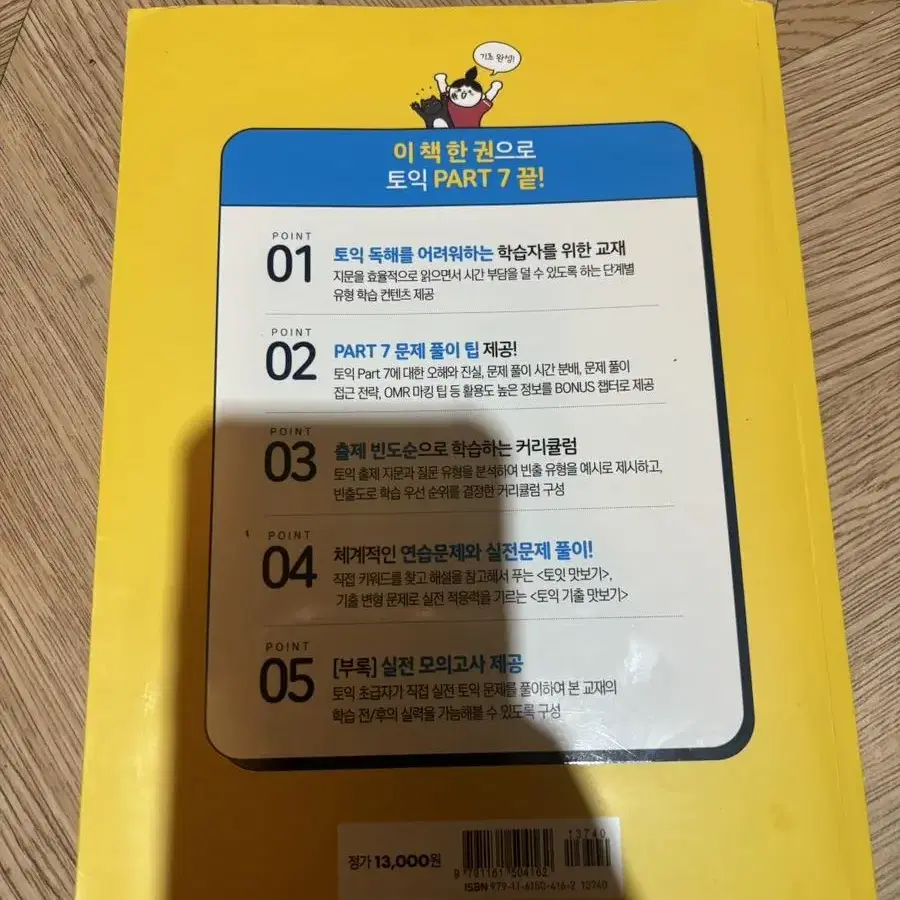 기초 완성!
이 책 한 권으로
토익 PART 7 끝!
POINT
01
토익 독해를 어려워하는 학습자를 위한 교재
지문을 효율적으로 읽으면서 시간 부담을 덜 수 있도록 하는 단계별
유형 학습 컨텐츠 제공
POINT
02
PART 7 문제 풀이 팁 제공!
토익 Part 7에 대한 오해와 진실, 문제 풀이 시간 분배, 문제 풀이
접근 전략, OMR 마킹 팁 등 활용도 높은 정보를 BONUS 챕터로 제공
POINT
03
출제 빈도순으로 학습하는 커리큘럼
토익 출제 지문과 질문 유형을 분석하여 빈출 유형을 예시로 제시하고,
빈출도로 학습 우선 순위를 결정한 커리큘럼 구성
POINT
04
체계적인 연습문제와 실전문제 풀이!
직접 키워드를 찾고 해설을 참고해서 푸는 <토익 맛보기>,
기출 변형 문제로 실전 적응력을 기르는 <토익 기출 맛보기>
POINT
05
[부록] 실전 모의고사 제공
토익 초급자가 직접 실전 토익 문제를 풀이하여 본 교재의
학습 전/후의 실력을 가늠해볼 수 있도록 구성
13740
정가 13,000원
9 791161 504162
ISBN 979-11-6150-416-2 13740